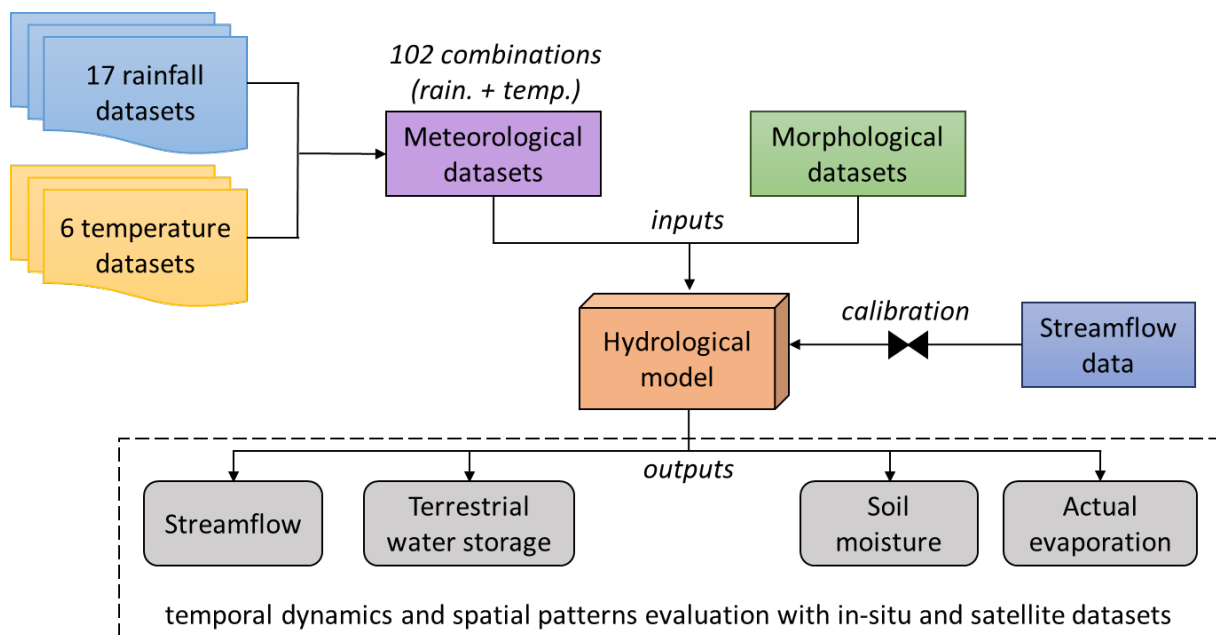 17 rainfall
datasets
6 temperature
datasets
102 combinations
(rain. + temp.)
Meteorological
datasets
Morphological
datasets
inputs
Hydrological
model
calibration
Streamflow
data
outputs
Streamflow
Terrestrial
water storage
Soil
moisture
Actual
evaporation
temporal dynamics and spatial patterns evaluation with in-situ and satellite datasets